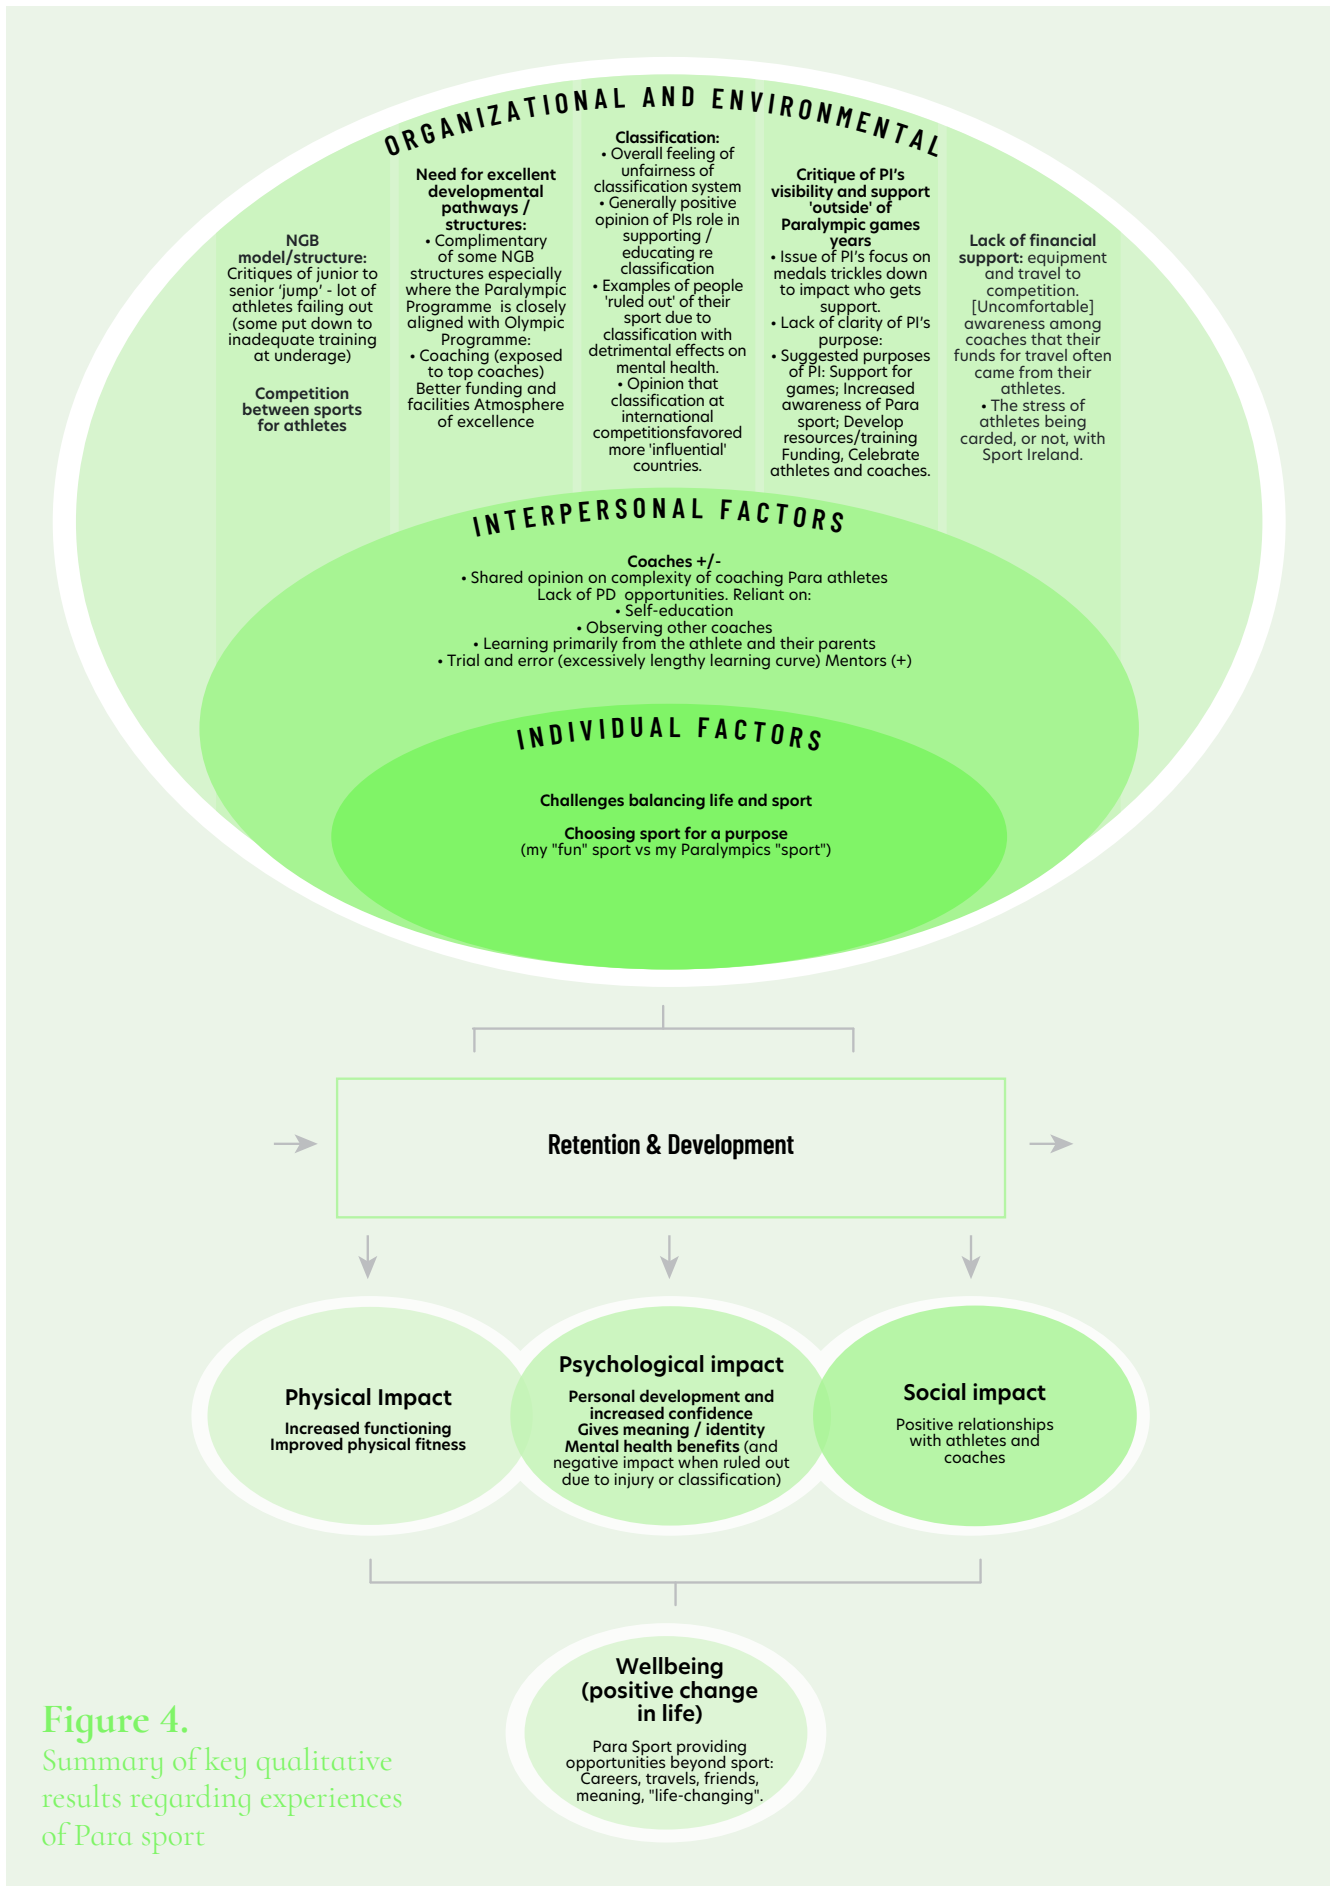 ORGANIZATIONAL AND ENVIRONMENTAL
NGB
model/structure:
Critiques of junior to
senior ‘jump’ - lot of
athletes failing out
(some put down to
inadequate training
at underage)
Competition
between sports
for athletes
Need for excellent
developmental
pathways /
structures:
• Complimentary
of some NGB
structures especially
where the Paralympic
Programme is closely
aligned with Olympic
Programme:
• Coaching (exposed
to top coaches)
Better funding and
facilities Atmosphere
of excellence
Classification:
• Overall feeling of
unfairness of
classification system
• Generally positive
opinion of PIs role in
supporting /
educating re
classification
• Examples of people
'ruled out' of their
sport due to
classification with
detrimental effects on
mental health.
• Opinion that
classification at
international
competitionsfavored
more 'influential'
countries.
Critique of PI’s
visibility and support
'outside' of
Paralympic games
years
• Issue of PI’s focus on
medals trickles down
to impact who gets
support.
• Lack of clarity of PI’s
purpose:
• Suggested purposes
of PI: Support for
games; Increased
awareness of Para
sport; Develop
resources/training
Funding, Celebrate
athletes and coaches.
Lack of financial
support: equipment
and travel to
competition.
[Uncomfortable]
awareness among
coaches that their
funds for travel often
came from their
athletes.
• The stress of
athletes being
carded, or not, with
Sport Ireland.
INTERPERSONAL FACTORS
Coaches +/-
• Shared opinion on complexity of coaching Para athletes
Lack of PD opportunities. Reliant on:
• Self-education
• Observing other coaches
• Learning primarily from the athlete and their parents
• Trial and error (excessively lengthy learning curve) Mentors (+)
INDIVIDUAL FACTORS
Challenges balancing life and sport
Choosing sport for a purpose
(my "fun" sport vs my Paralympics "sport")
Retention & Development
Physical Impact
Increased functioning
Improved physical fitness
Psychological impact
Personal development and
increased confidence
Gives meaning / identity
Mental health benefits (and
negative impact when ruled out
due to injury or classification)
Social impact
Positive relationships
with athletes and
coaches
Wellbeing
(positive change
in life)
Para Sport providing
opportunities beyond sport:
Careers, travels, friends,
meaning, "life-changing".
Figure 4.
Summary of key qualitative
results regarding experiences
of Para sport